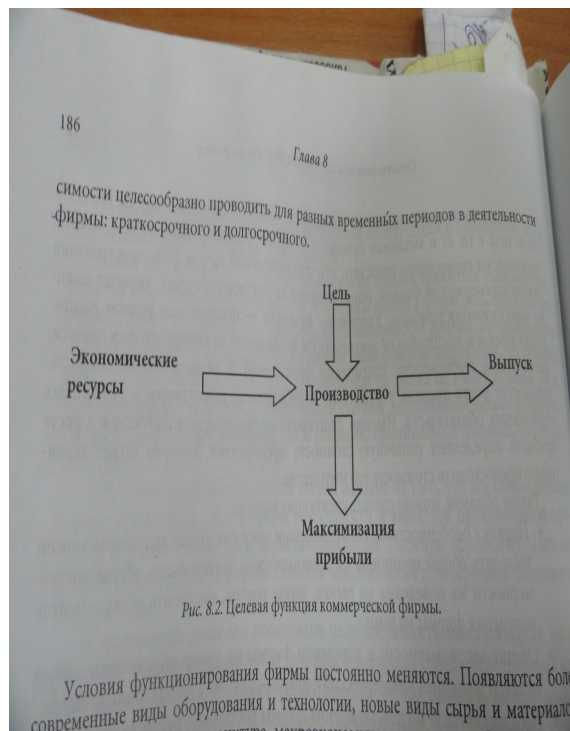 186
Глава 8
симости целесообразно проводить для разных временны́х периодов в деятельности
фирмы: краткосрочного и долгосрочного.
Цель
Экономические
ресурсы
Производство
Выпуск
Максимизация
прибыли
Рис. 8.2. Целевая функция коммерческой фирмы.
Условия функционирования фирмы постоянно меняются. Появляются бол
современные виды оборудования и технологии, новые виды сырья и материало